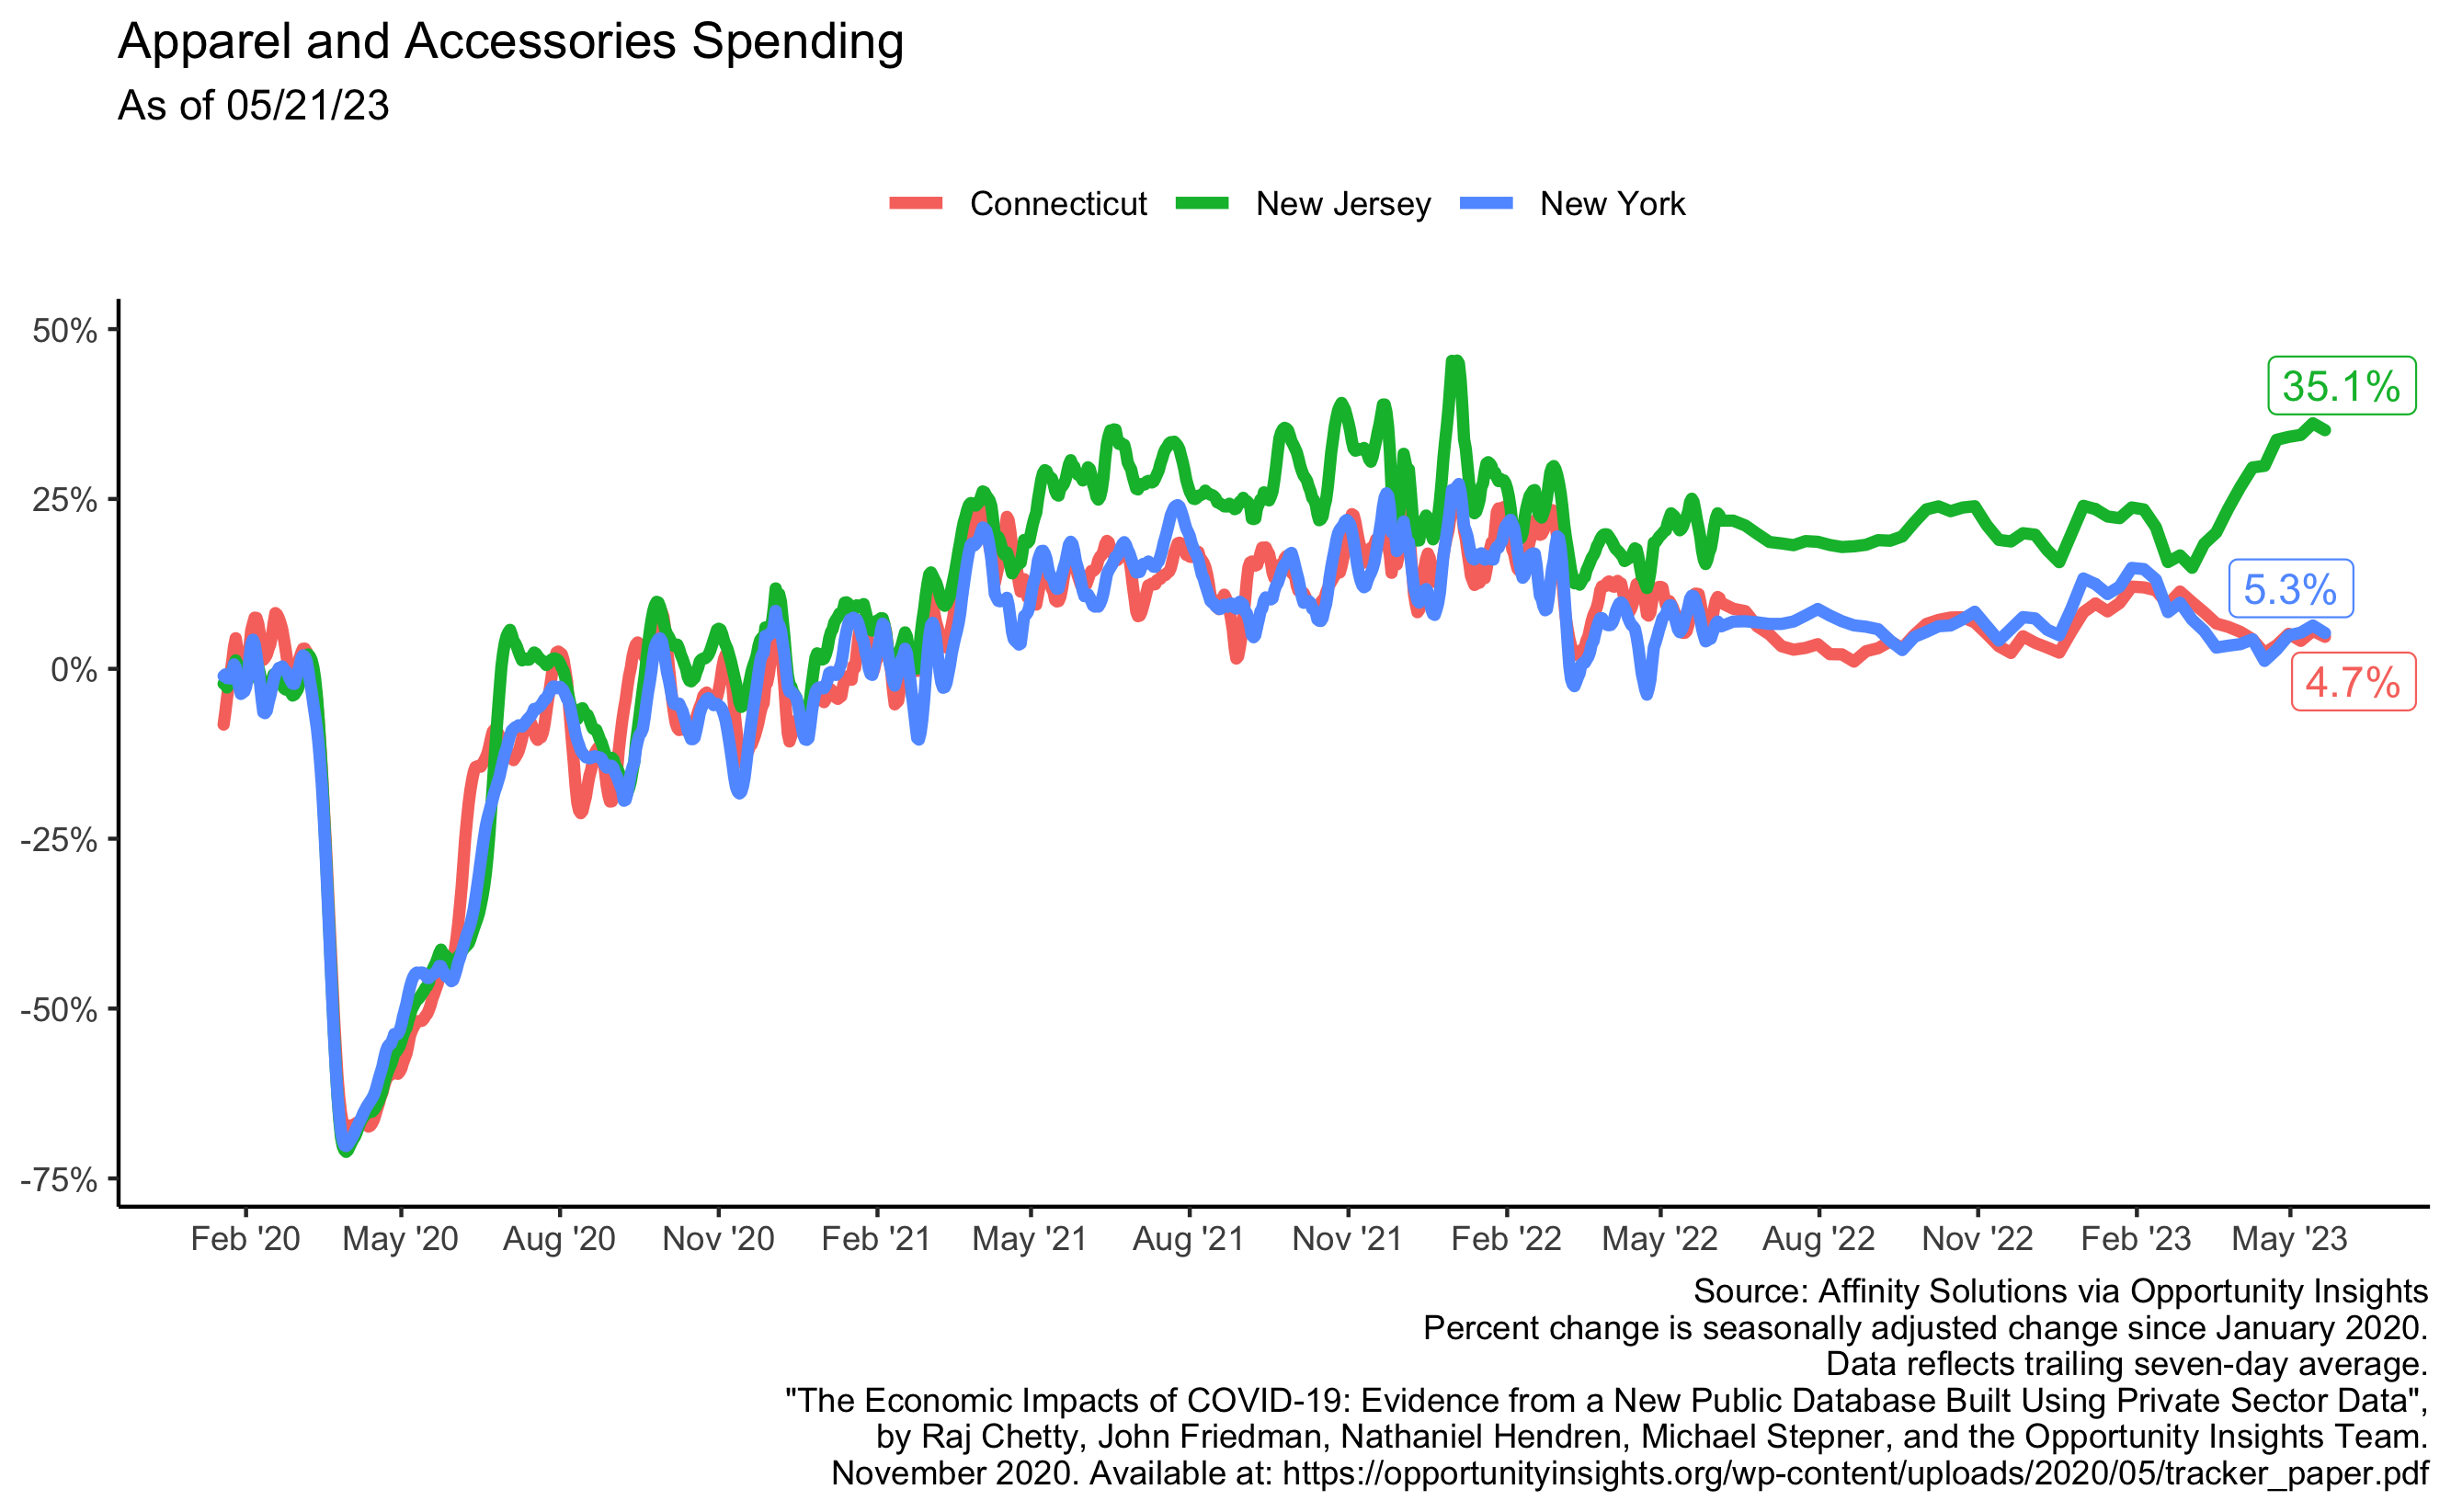 Apparel and Accessories Spending
As of 05/21/23
Connecticut New Jersey New York
50%
25%
0%
-25%
-50%
-75%
35.1%
5.3%
4.7%
Feb '20 May '20 Aug '20 Nov '20 Feb '21 May '21 Aug '21 Nov '21 Feb '22 May '22 Aug '22 Nov '22 Feb '23 May '23
Source: Affinity Solutions via Opportunity Insights
Percent change is seasonally adjusted change since January 2020.
Data reflects trailing seven-day average.
"The Economic Impacts of COVID-19: Evidence from a New Public Database Built Using Private Sector Data",
by Raj Chetty, John Friedman, Nathaniel Hendren, Michael Stepner, and the Opportunity Insights Team.
November 2020. Available at: https://opportunityinsights.org/wp-content/uploads/2020/05/tracker_paper.pdf